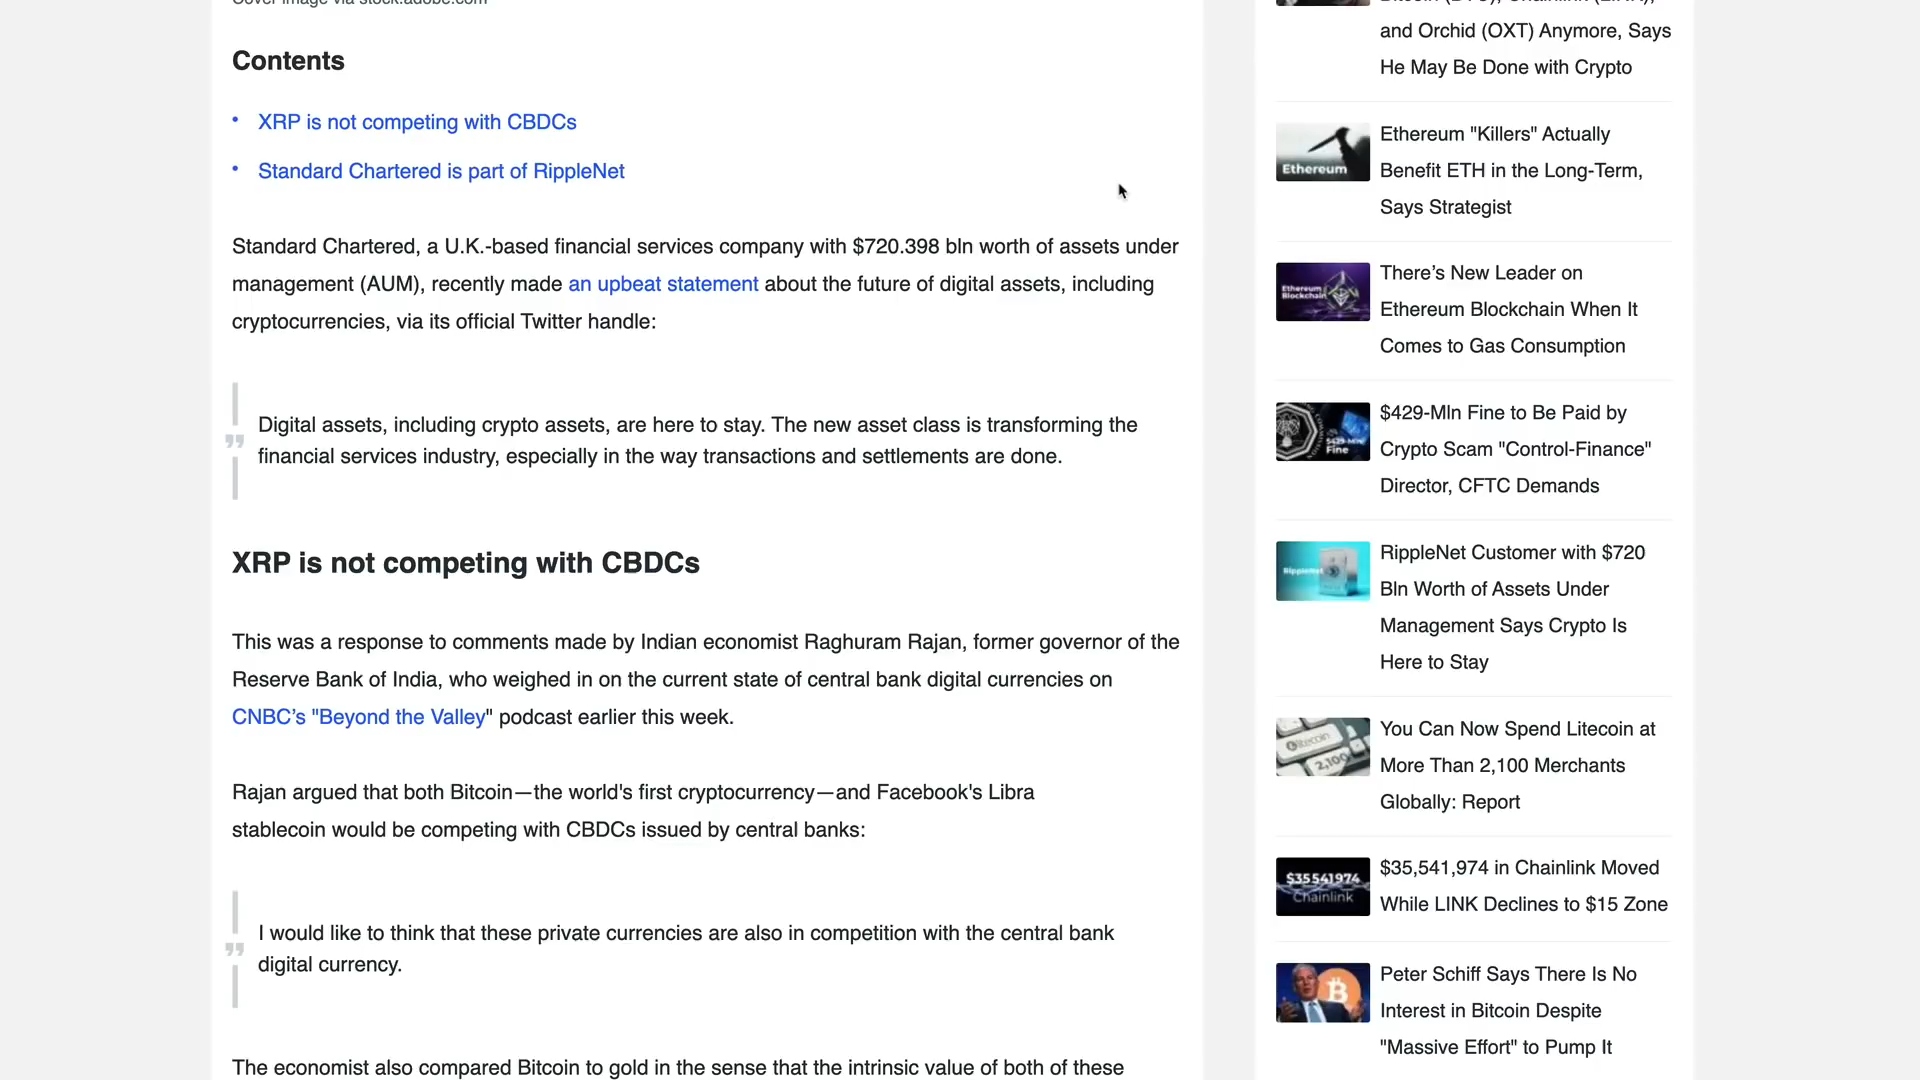 Cover image via stock.adobe.com
Contents
• XRP is not competing with CBDCs
• Standard Chartered is part of RippleNet
Standard Chartered, a U.K.-based financial services company with $720.398 bln worth of assets under
management (AUM), recently made an upbeat statement about the future of digital assets, including
cryptocurrencies, via its official Twitter handle:
Digital assets, including crypto assets, are here to stay. The new asset class is transforming the
financial services industry, especially in the way transactions and settlements are done.
XRP is not competing with CBDCs
This was a response to comments made by Indian economist Raghuram Rajan, former governor of the
Reserve Bank of India, who weighed in on the current state of central bank digital currencies on
CNBC’s "Beyond the Valley" podcast earlier this week.
Rajan argued that both Bitcoin—the world's first cryptocurrency—and Facebook's Libra
stablecoin would be competing with CBDCs issued by central banks:
I would like to think that these private currencies are also in competition with the central bank
digital currency.
The economist also compared Bitcoin to gold in the sense that the intrinsic value of both of these
Bitcoin (BTC), Chainlink (LINK),
and Orchid (OXT) Anymore, Says
He May Be Done with Crypto
Ethereum
Ethereum "Killers" Actually
Benefit ETH in the Long-Term,
Says Strategist
Ethereum
Blockchain
There’s New Leader on
Ethereum Blockchain When It
Comes to Gas Consumption
$429-Mln
Fine
$429-Mln Fine to Be Paid by
Crypto Scam "Control-Finance"
Director, CFTC Demands
RippleNet
RippleNet Customer with $720
Bln Worth of Assets Under
Management Says Crypto Is
Here to Stay
litecoin
2,100
You Can Now Spend Litecoin at
More Than 2,100 Merchants
Globally: Report
$35541974
Chainlink
$35,541,974 in Chainlink Moved
While LINK Declines to $15 Zone
Peter Schiff Says There Is No
Interest in Bitcoin Despite
"Massive Effort" to Pump It